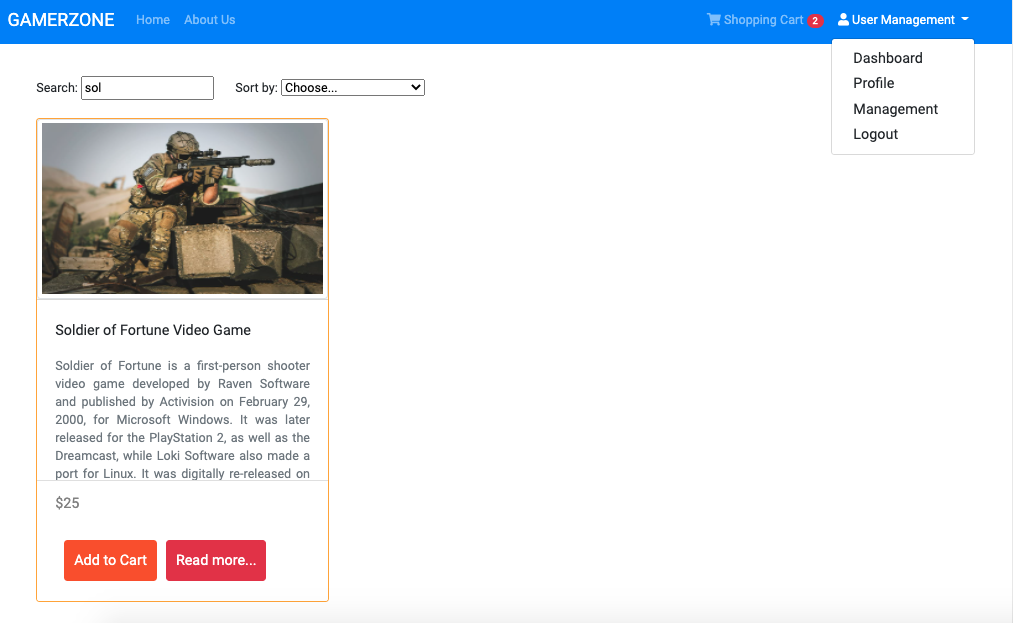 GAMERZONE Home About Us Shopping Cart 2 User Management
Dashboard
Profile
Management
Logout
Search: sol Sort by: Choose...
Soldier of Fortune Video Game
Soldier of Fortune is a first-person shooter
video game developed by Raven Software
and published by Activision on February 29,
2000, for Microsoft Windows. It was later
released for the PlayStation 2, as well as the
Dreamcast, while Loki Software also made a
port for Linux. It was digitally re-released on
$25
Add to Cart Read more...